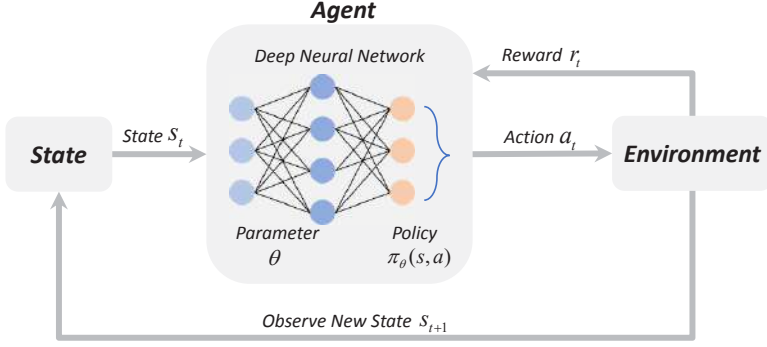 Agent
Deep Neural Network
Reward r_t
State s_t
Action a_t
State
Environment
Parameter
θ
Policy
π_θ(s,a)
Observe New State s_{t+1}